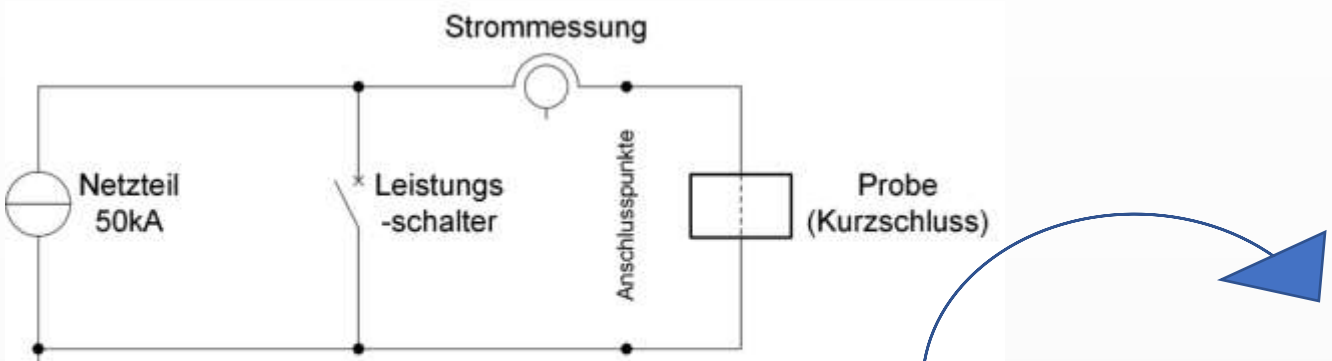 Strommessung
Netzteil
50kA
Leistungs
-schalter
Anschlusspunkte
Probe
(Kurzschluss)